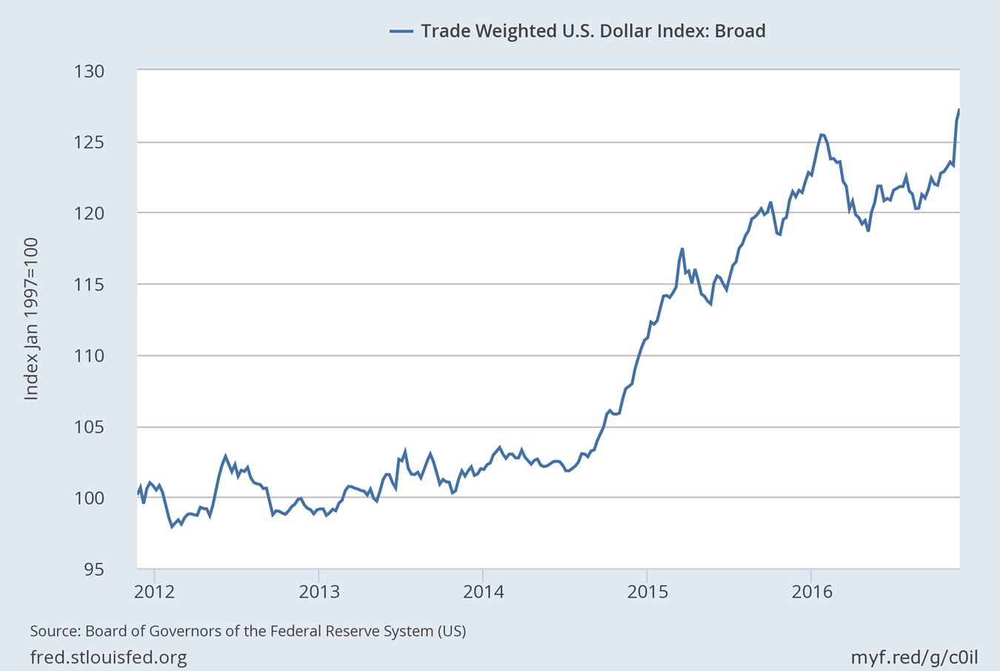 Trade Weighted U.S. Dollar Index: Broad
130
125
120
115
110
105
100
95
Index Jan 1997=100
2012 2013 2014 2015 2016
Source: Board of Governors of the Federal Reserve System (US)
fred.stlouisfed.org myf.red/g/c0il